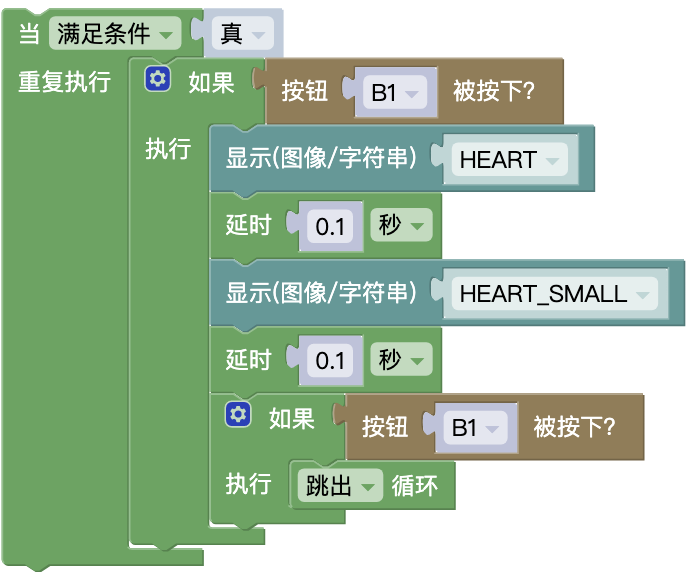 当 满足条件 真
重复执行 如果 按钮 B1 被按下?
执行 显示(图像/字符串) HEART
延时 0.1 秒
显示(图像/字符串) HEART_SMALL
延时 0.1 秒
如果 按钮 B1 被按下?
执行 跳出 循环